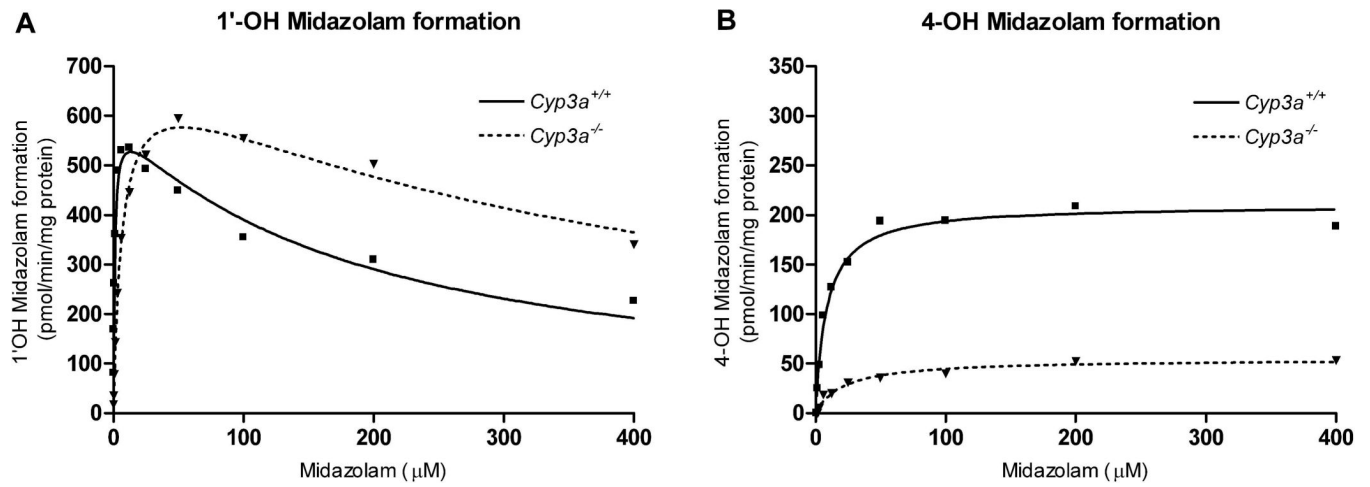 A
1'-OH Midazolam formation
700
600
500
400
300
200
100
0
1'OH Midazolam formation
(pmol/min/mg protein)
Cyp3a+/+
Cyp3a-/-
0
100
200
300
400
Midazolam ( μM)
B
4-OH Midazolam formation
350
300
250
200
150
100
50
0
4-OH Midazolam formation
(pmol/min/mg protein)
Cyp3a+/+
Cyp3a-/-
0
100
200
300
400
Midazolam ( μM)